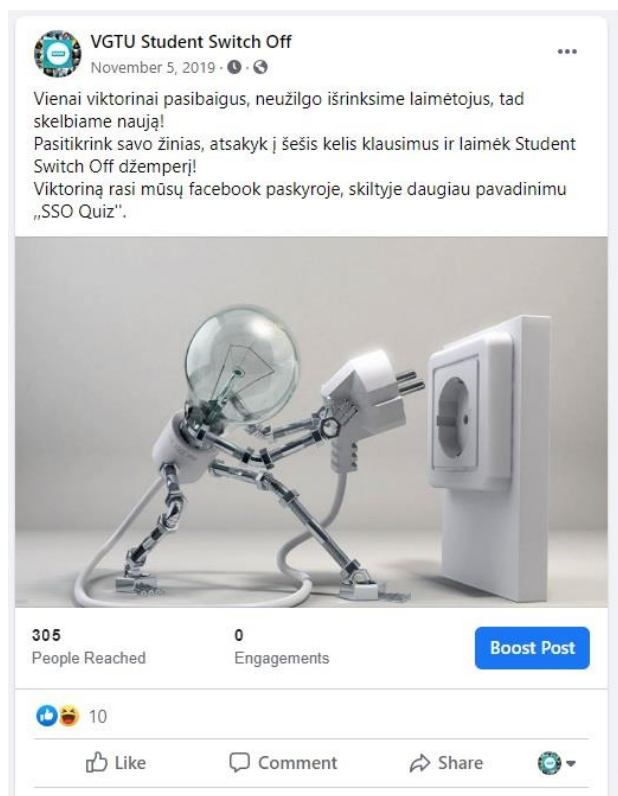 VGTU Student Switch Off
November 5, 2019
Vienai viktorinai pasibaigus, neužilgo išrinksime laimėtojus, tad
skelbiame naują!
Pasitikrink savo žinias, atsakyk į šešis kelis klausimus ir laimėk Student
Switch Off džemperį!
Viktoriną rasi mūsų facebook paskyroje, skiltyje daugiau pavadinimu
,,SSO Quiz''.
305
People Reached
0
Engagements
Boost Post
10
Like
Comment
Share